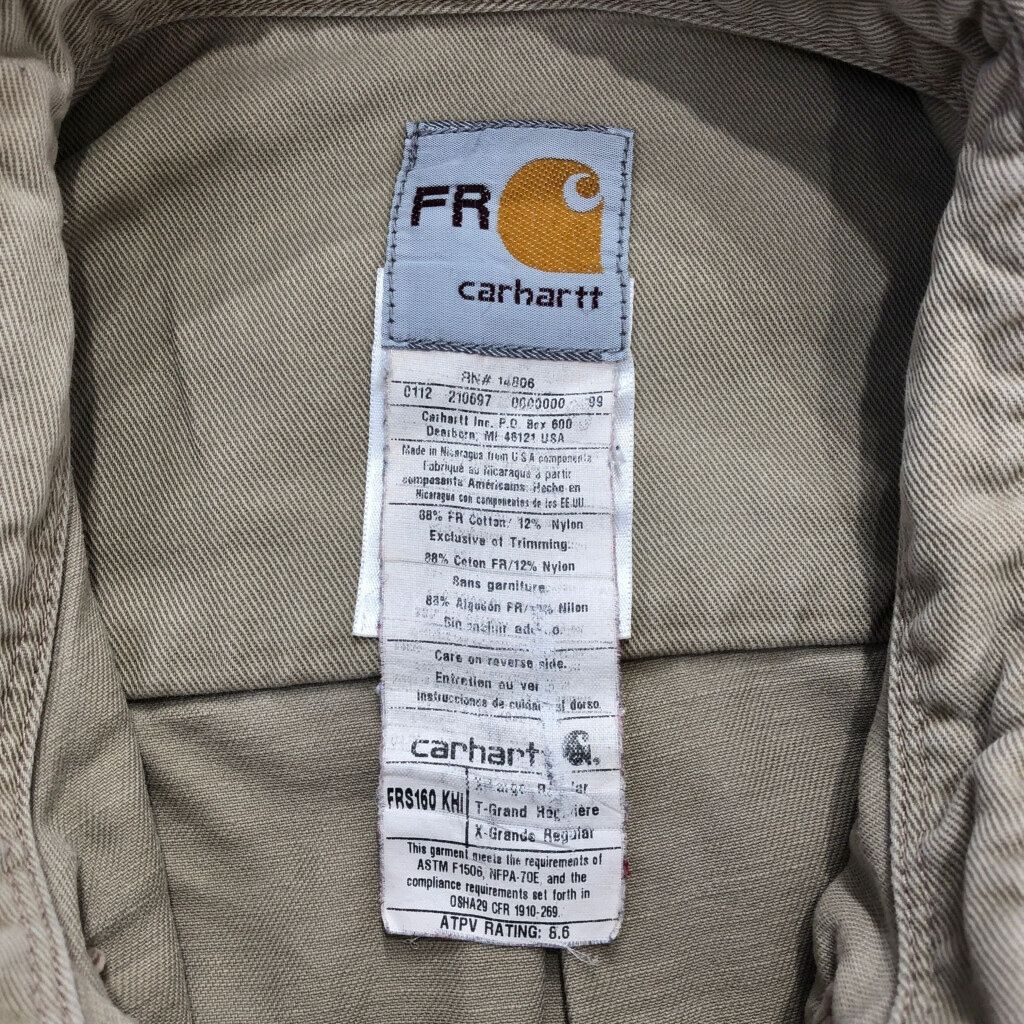 FR
carhartt
RN# 14806
0112 210697 0000000 99
Carhartt Inc. P.O. Box 600
Dearborn, MI 48121 USA
Made in Nicaragua from U S A components
Fabriqué au Nicaragua à partir
composants Américains. Hecho en
Nicaragua con componentes de los EE.UU.
88% FR Cotton/ 12% Nylon
Exclusive of Trimming.
88% Coton FR/12% Nylon
Sans garniture.
88% Algodón FR/12% Nilon
Sin
Care on reverse side.
Entretien au
Instrucciones de cuidado al dorso.
carhartt
FRS160 KHI
X-Large Regular
T-Grand Régulière
X-Grande Regular
This garment meets the requirements of
ASTM F1506, NFPA-70E, and the
compliance requirements set forth in
OSHA29 CFR 1910-269.
ATPV RATING: 8.6